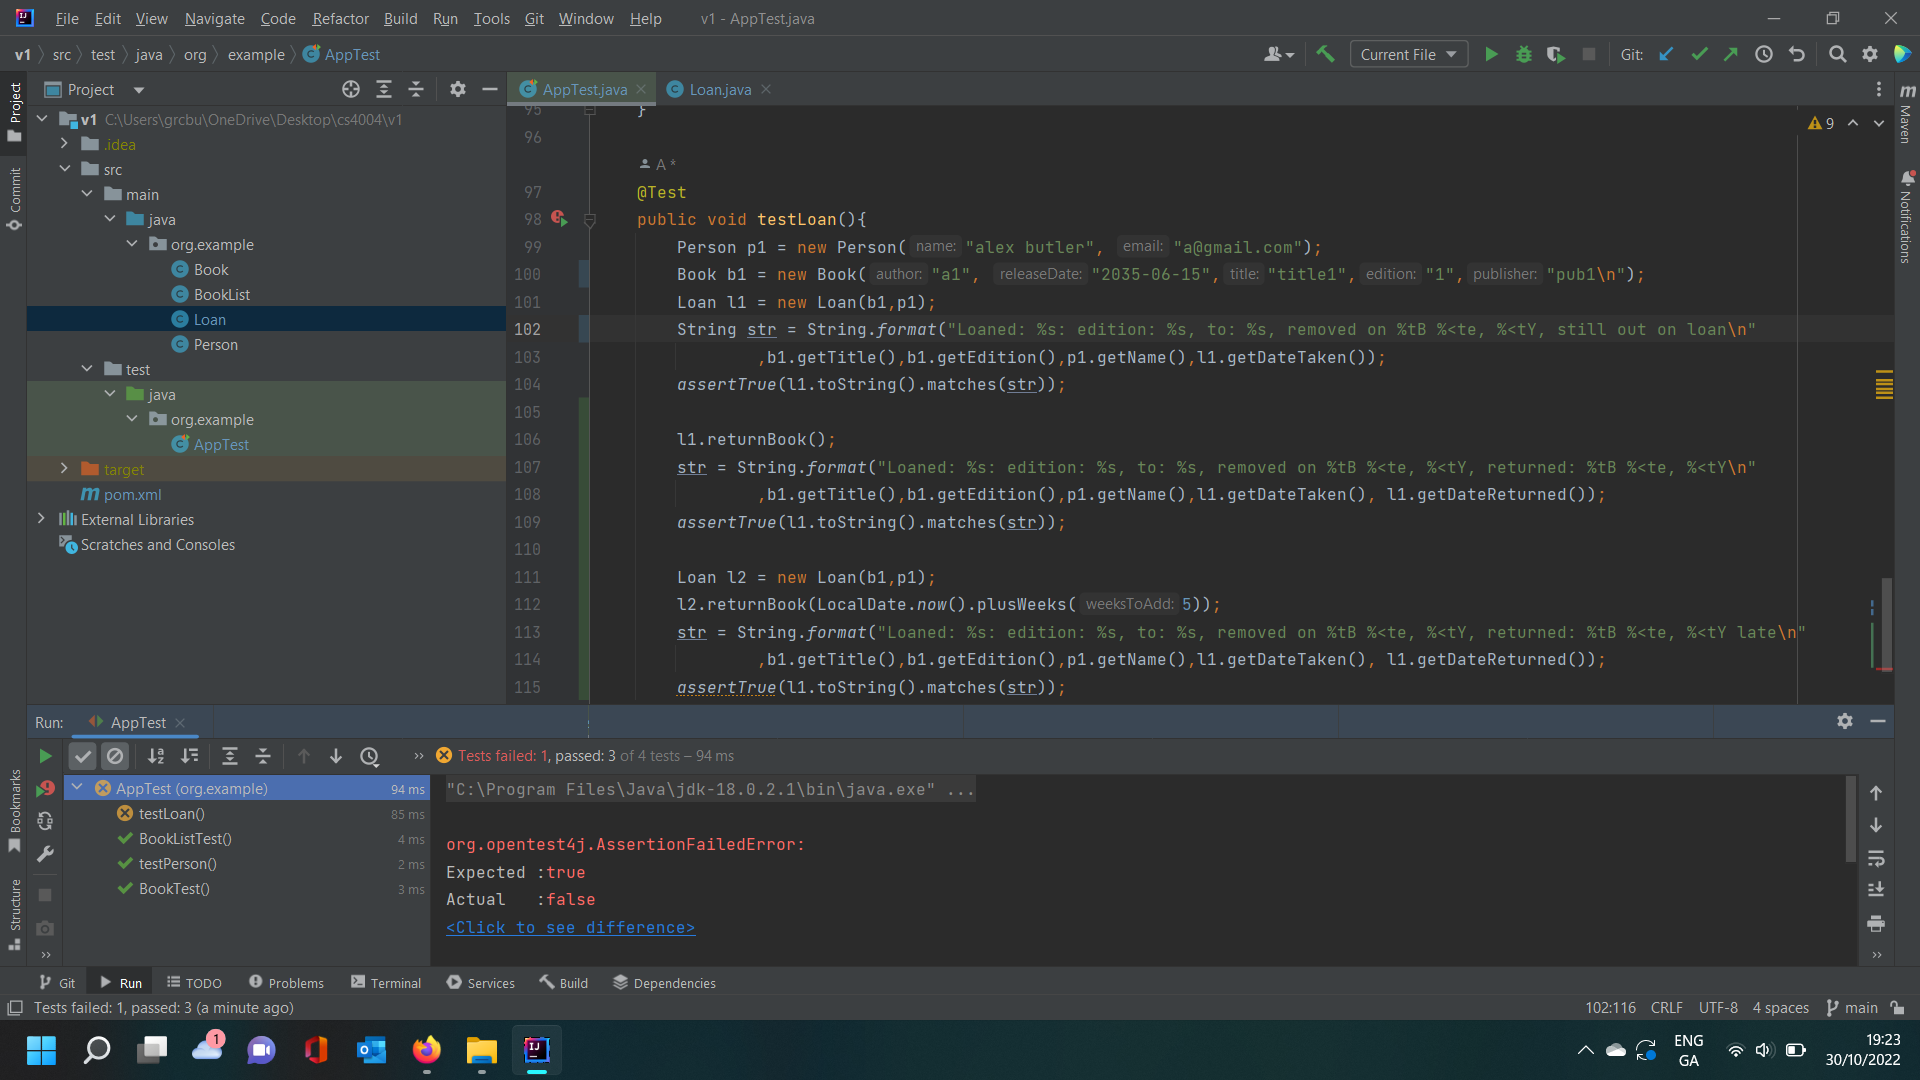 File Edit View Navigate Code Refactor Build Run Tools Git Window Help v1 - AppTest.java
v1 src test java org example AppTest
Current File Git:
Project
AppTest.java Loan.java
v1 C:\Users\grcbu\OneDrive\Desktop\cs4004\v1
.idea
src
main
java
org.example
Book
BookList
Loan
Person
test
java
org.example
AppTest
target
pom.xml
External Libraries
Scratches and Consoles
Project
Commit
Bookmarks
Structure
Maven
Notifications
9
95 }
96
A *
97 @Test
98 public void testLoan(){
99 Person p1 = new Person( name: "alex butler", email: "a@gmail.com");
100 Book b1 = new Book( author: "a1", releaseDate: "2035-06-15", title: "title1", edition: "1", publisher: "pub1\n");
101 Loan l1 = new Loan(b1,p1);
102 String str = String.format("Loaned: %s: edition: %s, to: %s, removed on %tB %<te, %<tY, still out on loan\n"
103 ,b1.getTitle(),b1.getEdition(),p1.getName(),l1.getDateTaken());
104 assertTrue(l1.toString().matches(str));
105
106 l1.returnBook();
107 str = String.format("Loaned: %s: edition: %s, to: %s, removed on %tB %<te, %<tY, returned: %tB %<te, %<tY\n"
108 ,b1.getTitle(),b1.getEdition(),p1.getName(),l1.getDateTaken(), l1.getDateReturned());
109 assertTrue(l1.toString().matches(str));
110
111 Loan l2 = new Loan(b1,p1);
112 l2.returnBook(LocalDate.now().plusWeeks( weeksToAdd: 5));
113 str = String.format("Loaned: %s: edition: %s, to: %s, removed on %tB %<te, %<tY, returned: %tB %<te, %<tY late\n"
114 ,b1.getTitle(),b1.getEdition(),p1.getName(),l1.getDateTaken(), l1.getDateReturned());
115 assertTrue(l1.toString().matches(str));
Run: AppTest
Tests failed: 1, passed: 3 of 4 tests – 94 ms
AppTest (org.example) 94 ms
testLoan() 85 ms
BookListTest() 4 ms
testPerson() 2 ms
BookTest() 3 ms
"C:\Program Files\Java\jdk-18.0.2.1\bin\java.exe" ...
org.opentest4j.AssertionFailedError:
Expected :true
Actual :false
<Click to see difference>
Git Run TODO Problems Terminal Services Build Dependencies
Tests failed: 1, passed: 3 (a minute ago) 102:116 CRLF UTF-8 4 spaces main
1
ENG
GA
19:23
30/10/2022